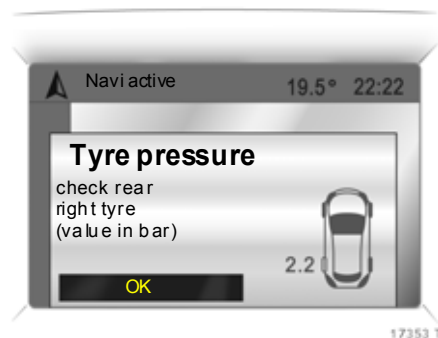 Navi active 19.5° 22:22
Tyre pressure
check rear
right tyre
(value in bar)
2.2
OK
17353 T